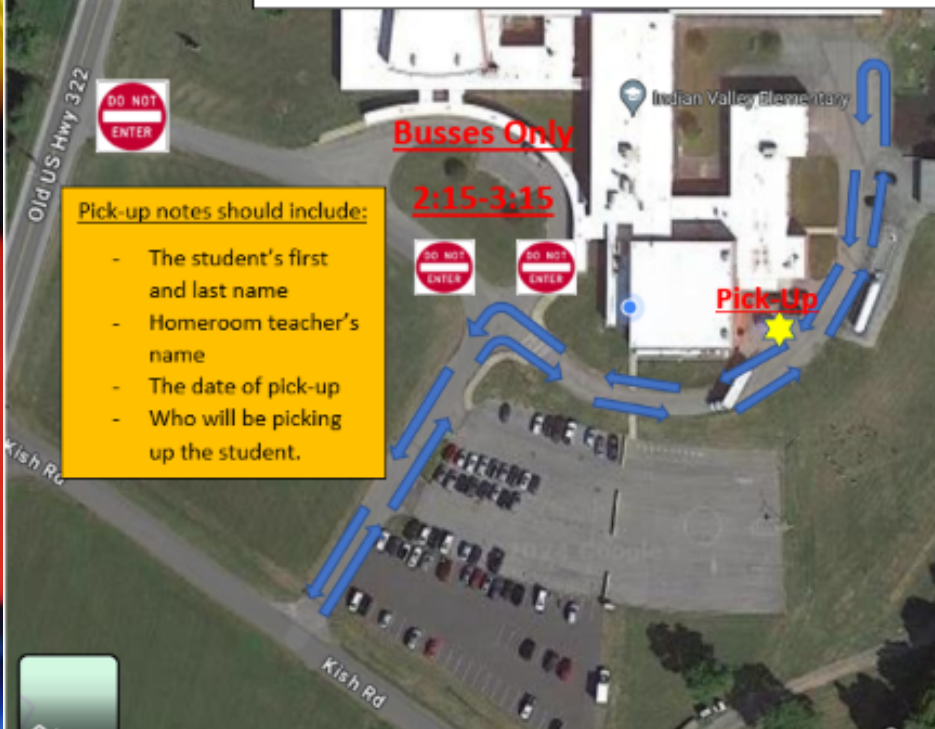 Old US Hwy 322
DO NOT
ENTER
Indian Valley Elementary
Busses Only
2:15-3:15
DO NOT
ENTER
DO NOT
ENTER
Pick-up notes should include:
- The student's first
and last name
- Homeroom teacher's
name
- The date of pick-up
- Who will be picking
up the student.
Pick-Up
Kish Rd
2024 Google
Kish Rd